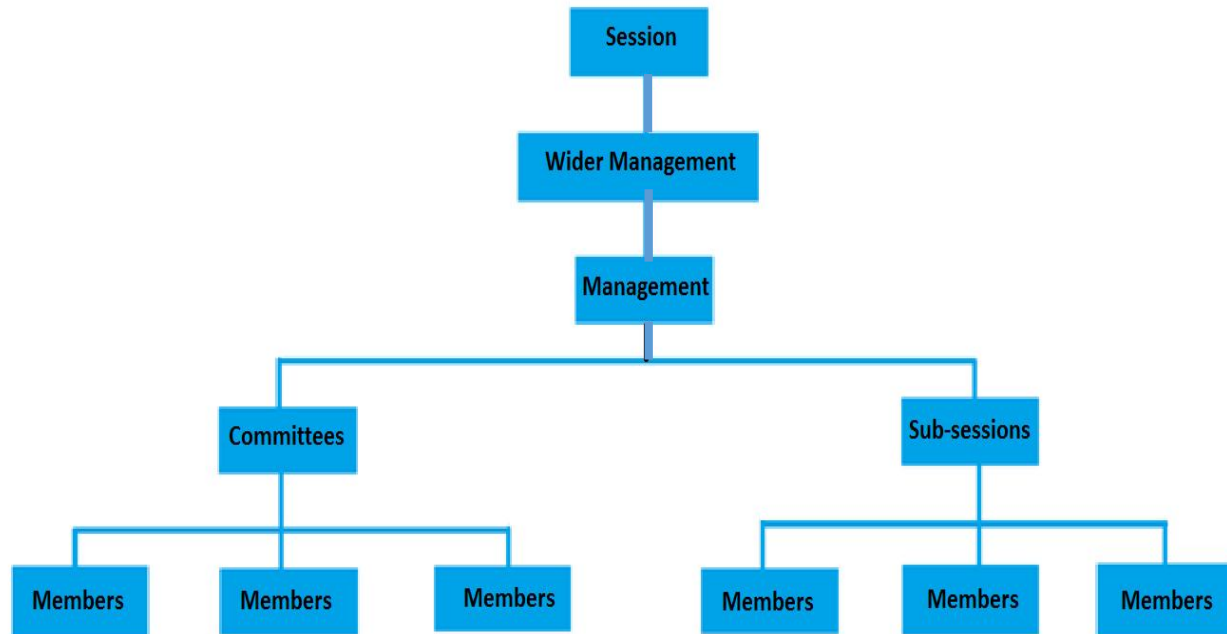 Session
Wider Management
Management
Committees
Sub-sessions
Members
Members
Members
Members
Members
Members